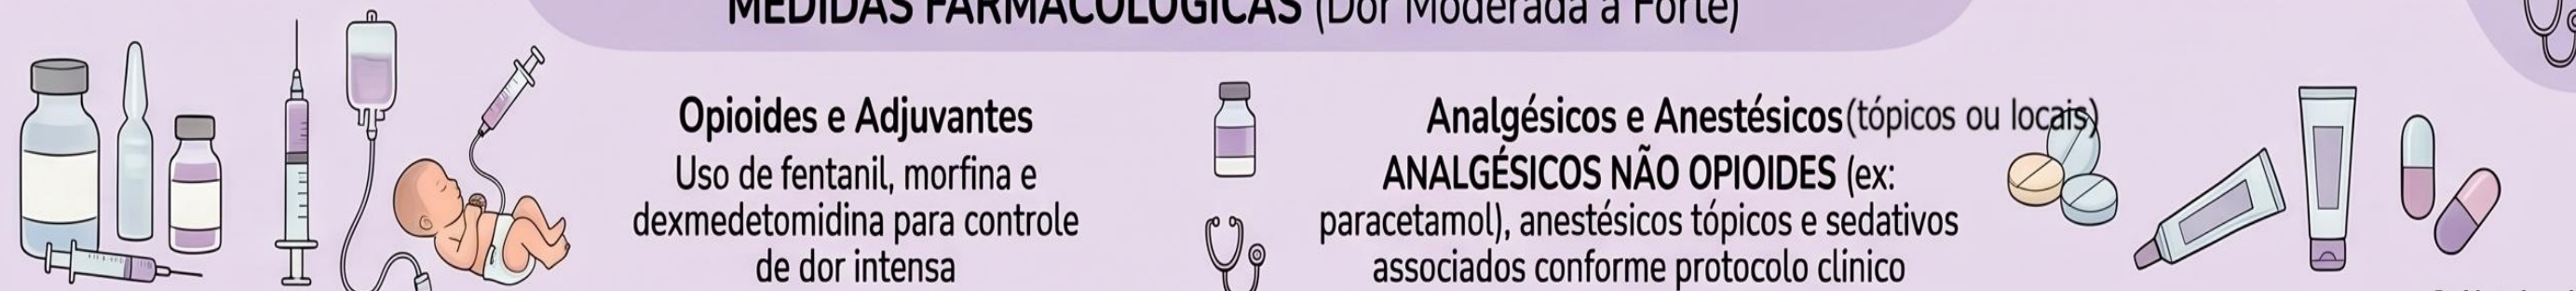 MEDIDAS FARMACOLÓGICAS (Dor Moderada a Forte)
Opioides e Adjuvantes
Uso de fentanil, morfina e
dexmedetomidina para controle
de dor intensa
Analgésicos e Anestésicos (tópicos ou locais)
ANALGÉSICOS NÃO OPIOIDES (ex:
paracetamol), anestésicos tópicos e sedativos
associados conforme protocolo clínico